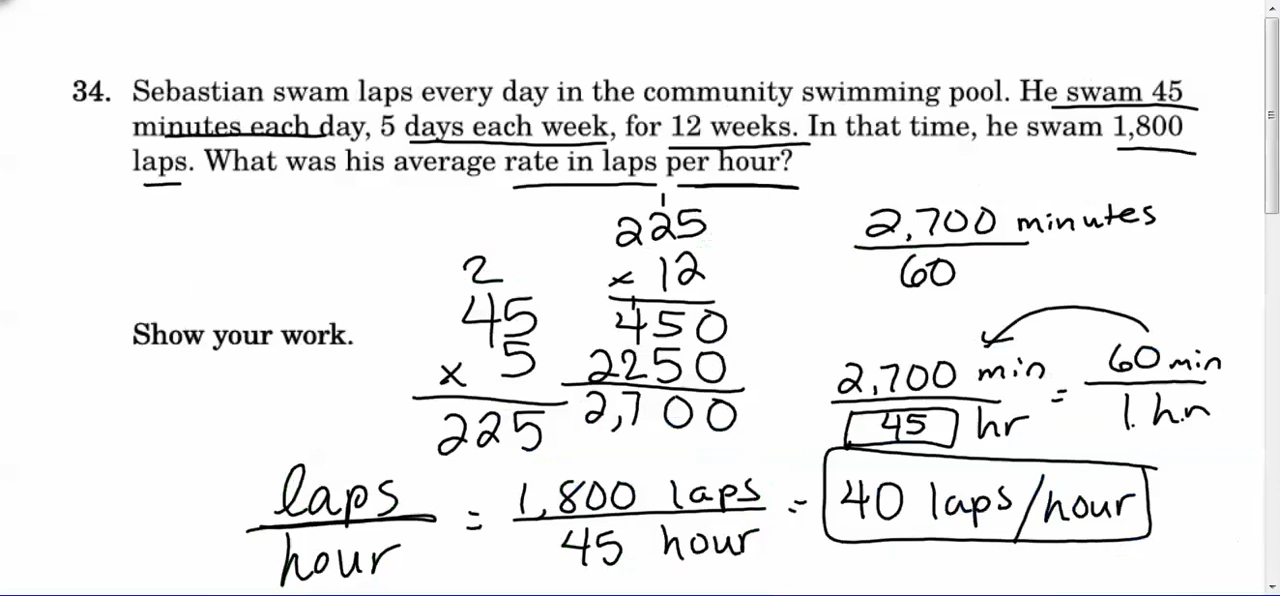 34. Sebastian swam laps every day in the community swimming pool. He swam 45
minutes each day, 5 days each week, for 12 weeks. In that time, he swam 1,800
laps. What was his average rate in laps per hour?
Show your work.
2
45
x 5
225
1
225
x 12
1
450
2250
2,700
2,700 minutes
60
2,700 min
45 hr
=
60 min
1 hr
laps
hour
=
1,800 laps
45 hour
=
40 laps/hour